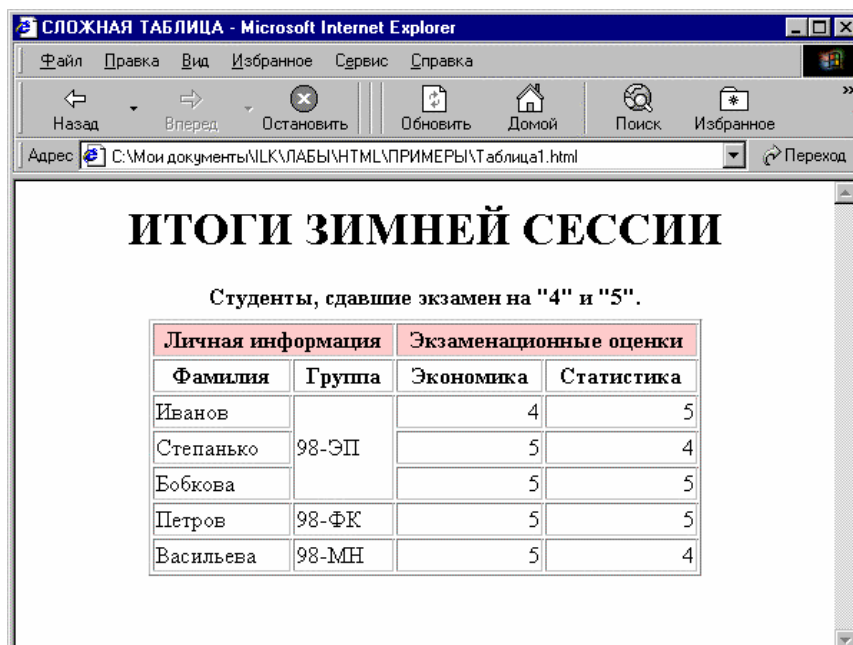 СЛОЖНАЯ ТАБЛИЦА - Microsoft Internet Explorer
Файл Правка Вид Избранное Сервис Справка
Назад Вперед Остановить Обновить Домой Поиск Избранное »
Адрес C:\Мои документы\ILK\ЛАБЫ\HTML\ПРИМЕРЫ\Таблица1.html Переход
ИТОГИ ЗИМНЕЙ СЕССИИ
Студенты, сдавшие экзамен на "4" и "5".
Личная информация Экзаменационные оценки
Фамилия Группа Экономика Статистика
Иванов 4 5
Степанько 98-ЭП 5 4
Бобкова 5 5
Петров 98-ФК 5 5
Васильева 98-МН 5 4